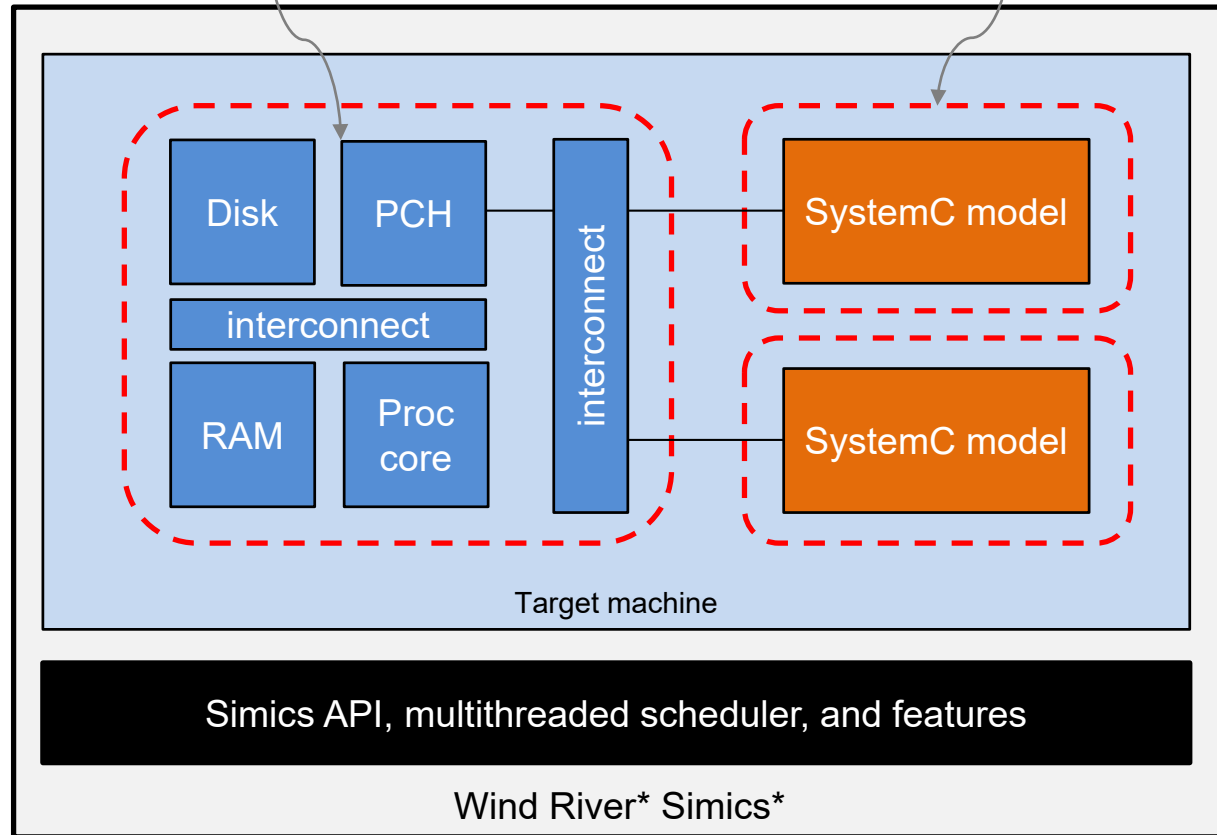 Disk
PCH
interconnect
RAM
Proc
core
interconnect
SystemC model
SystemC model
Target machine
Simics API, multithreaded scheduler, and features
Wind River* Simics*